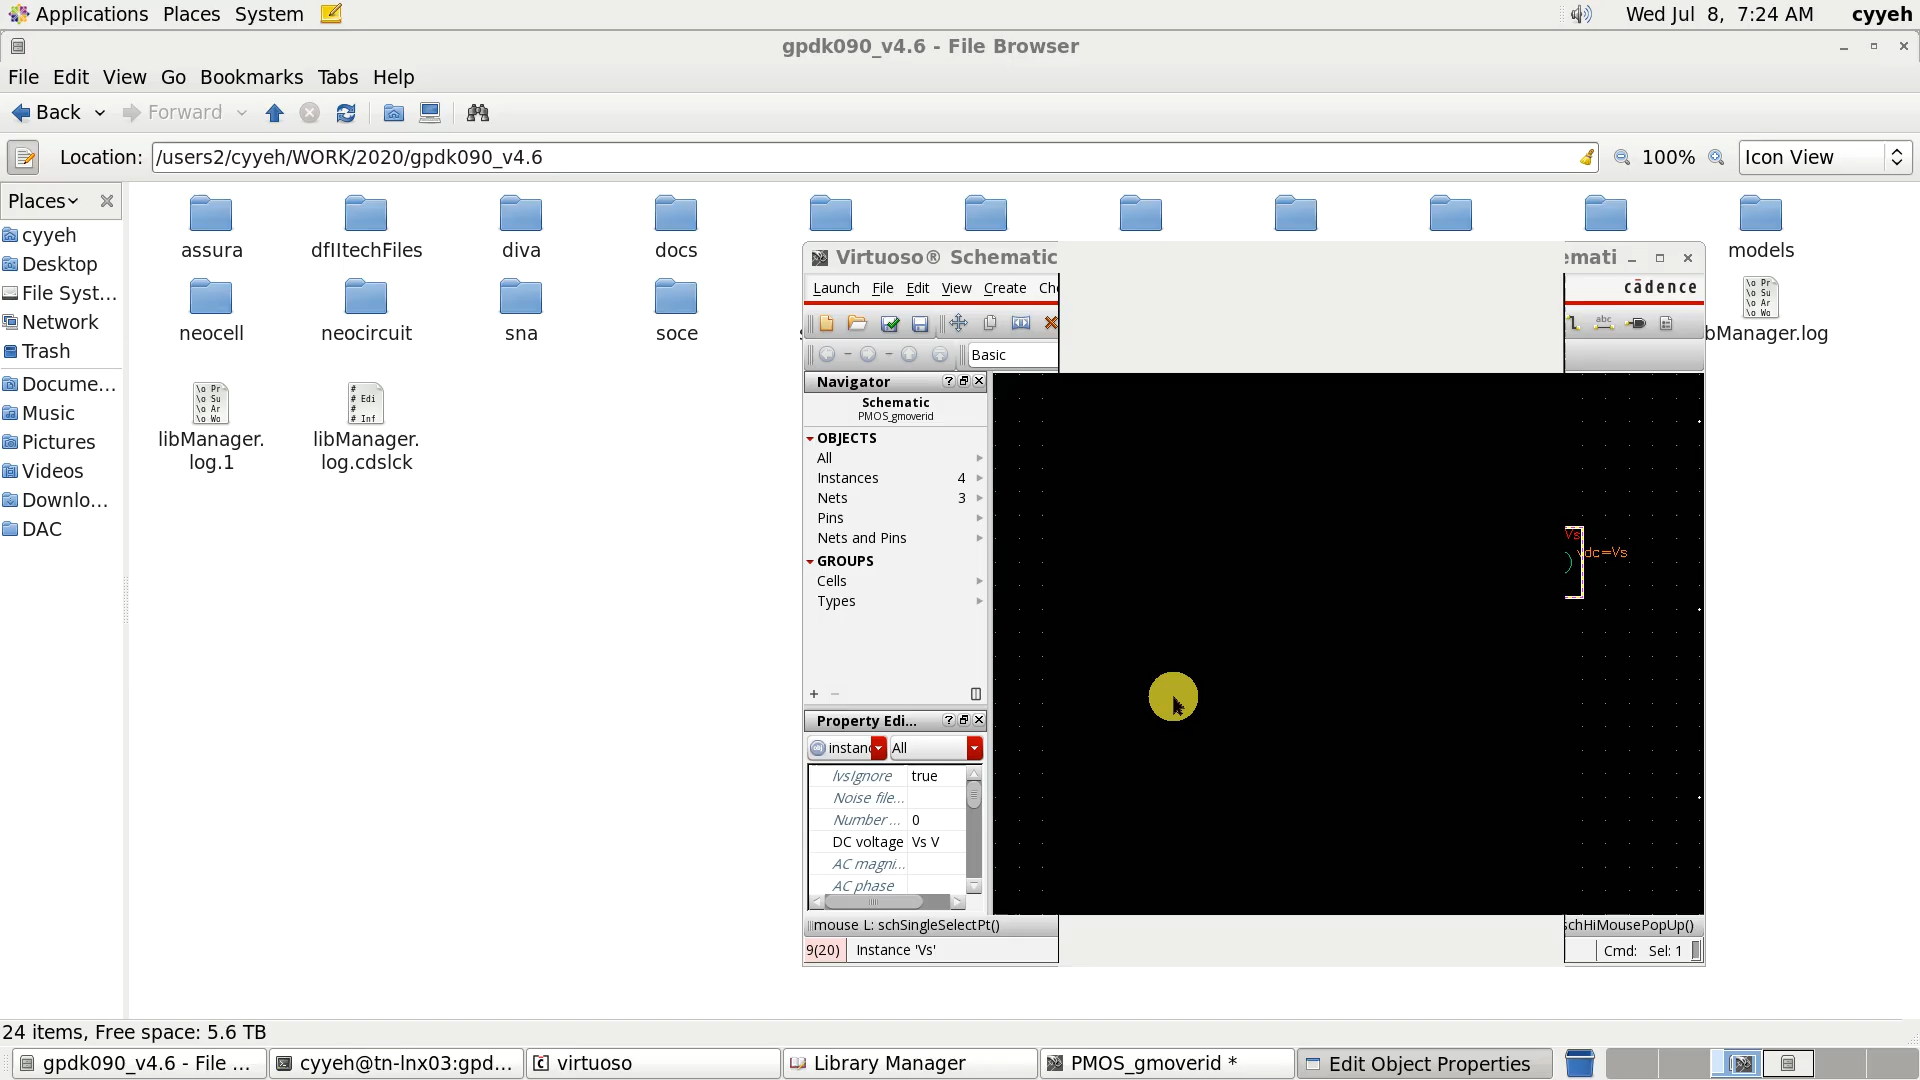 Applications Places System
Wed Jul 8, 7:24 AM cyyeh
gpdk090_v4.6 - File Browser
File Edit View Go Bookmarks Tabs Help
Back Forward
Location: /users2/cyyeh/WORK/2020/gpdk090_v4.6
100% Icon View
Places
cyyeh
Desktop
File Syst...
Network
Trash
Docume...
Music
Pictures
Videos
Downlo...
DAC
assura dfIItechFiles diva docs models
neocell neocircuit sna soce bManager.log
libManager.
log.1
libManager.
log.cdslck
Virtuoso® Schematic
emati
Launch File Edit View Create Ch
cādence
abc
Basic
Navigator
Schematic
PMOS_gmoverid
OBJECTS
All
Instances 4
Nets 3
Pins
Nets and Pins
GROUPS
Cells
Types
Vs
vdc=Vs
Property Edi...
instanc All
lvsIgnore true
Noise file...
Number ... 0
DC voltage Vs V
AC magni...
AC phase
mouse L: schSingleSelectPt()
schHiMousePopUp()
9(20) Instance 'Vs'
Cmd: Sel: 1
24 items, Free space: 5.6 TB
gpdk090_v4.6 - File ... cyyeh@tn-lnx03:gpd... virtuoso Library Manager PMOS_gmoverid * Edit Object Properties